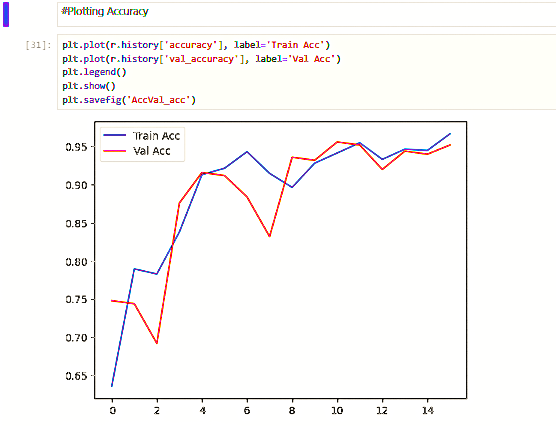 #Plotting Accuracy
[31]:
plt.plot(r.history['accuracy'], label='Train Acc')
plt.plot(r.history['val_accuracy'], label='Val Acc')
plt.legend()
plt.show()
plt.savefig('AccVal_acc')
Train Acc
Val Acc
0.95
0.90
0.85
0.80
0.75
0.70
0.65
0 2 4 6 8 10 12 14